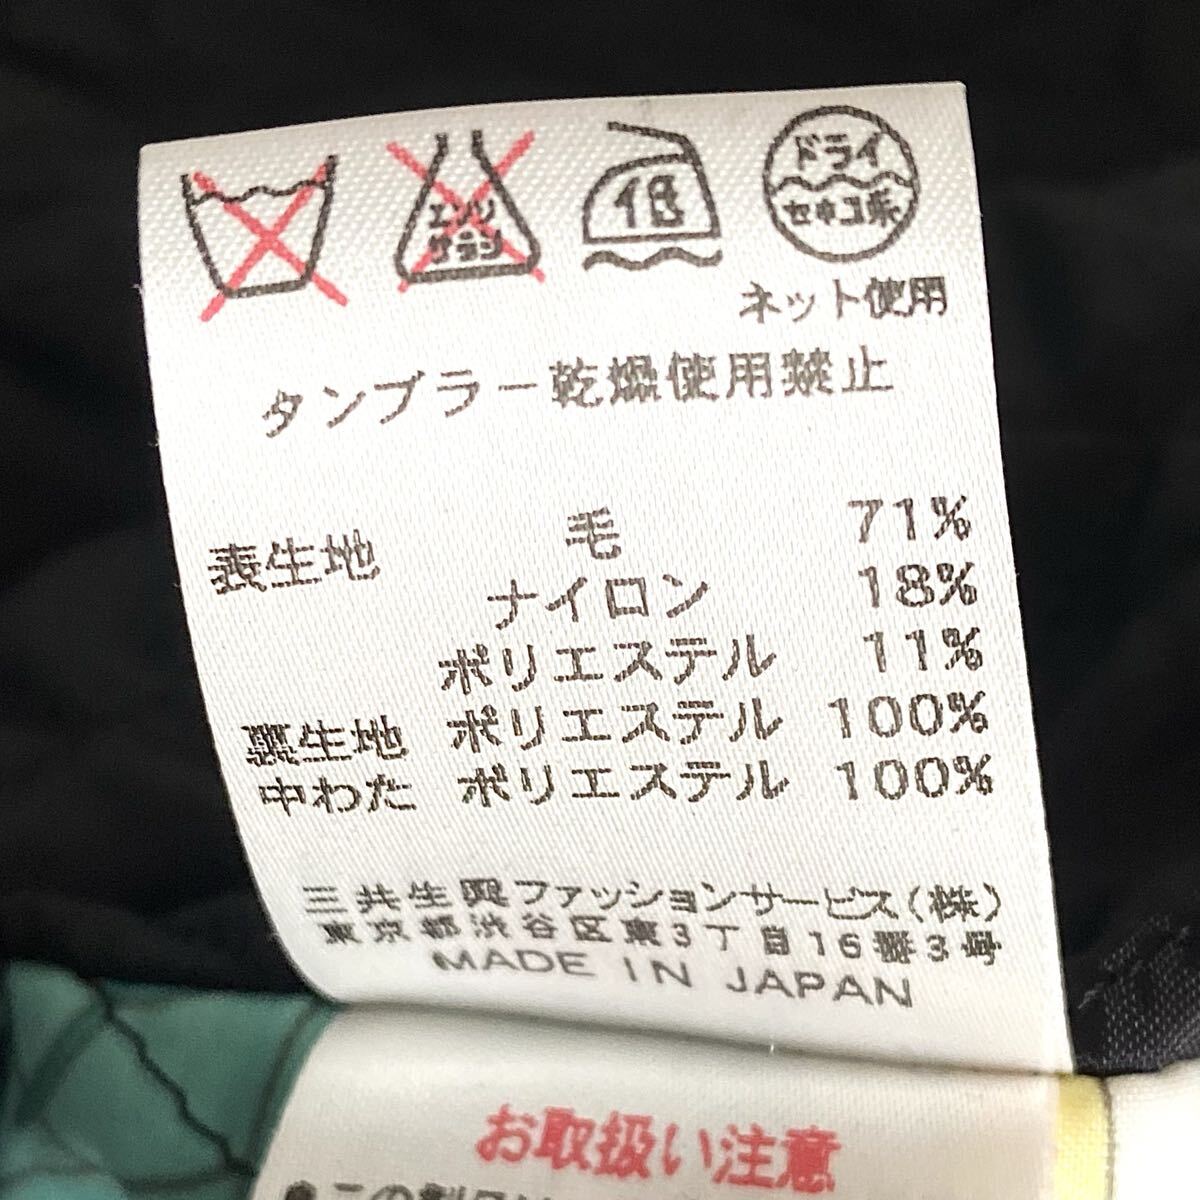 エンソ
サラシ
中
ドライ
セキユ系
ネット使用
タンブラー乾燥使用禁止
表生地 毛 71%
ナイロン 18%
ポリエステル 11%
裏生地 ポリエステル 100%
中わた ポリエステル 100%
三共生興ファッションサービス(株)
東京都渋谷区東3丁目16番3号
MADE IN JAPAN
お取扱い注意